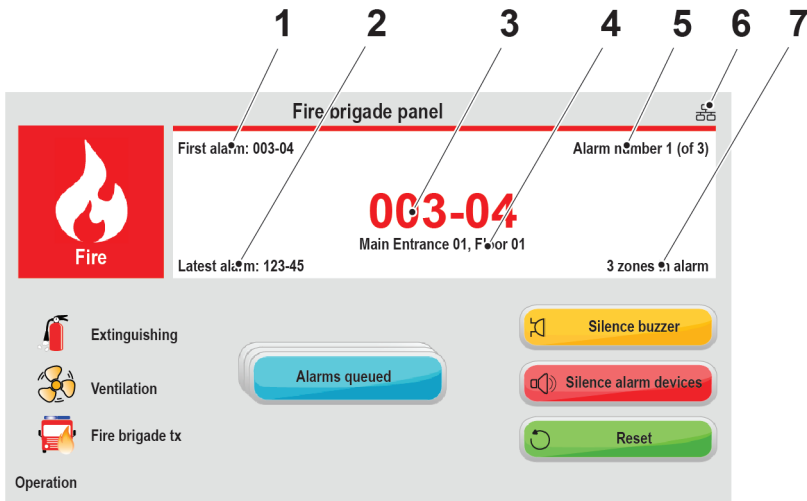 1 2 3 4 5 6 7
Fire brigade panel
First alarm: 003-04
Alarm number 1 (of 3)
003-04
Main Entrance 01, Floor 01
Fire
Latest alarm: 123-45
3 zones in alarm
Extinguishing
Ventilation
Fire brigade tx
Alarms queued
Silence buzzer
Silence alarm devices
Reset
Operation